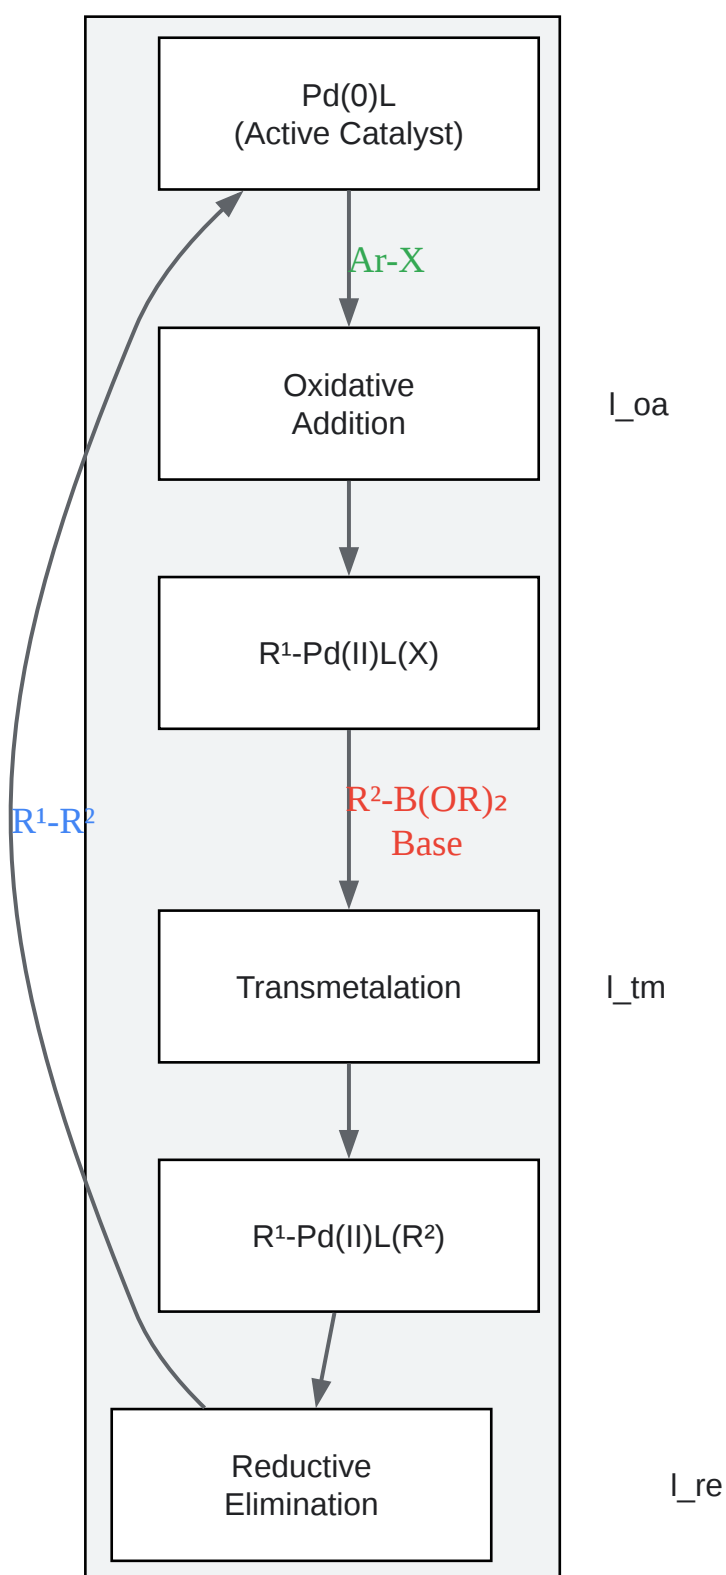 Pd(0)L
(Active Catalyst)
Ar-X
Oxidative
Addition
l_oa
R¹-Pd(II)L(X)
R²-B(OR)₂
Base
R¹-R²
Transmetalation
l_tm
R¹-Pd(II)L(R²)
Reductive
Elimination
l_re